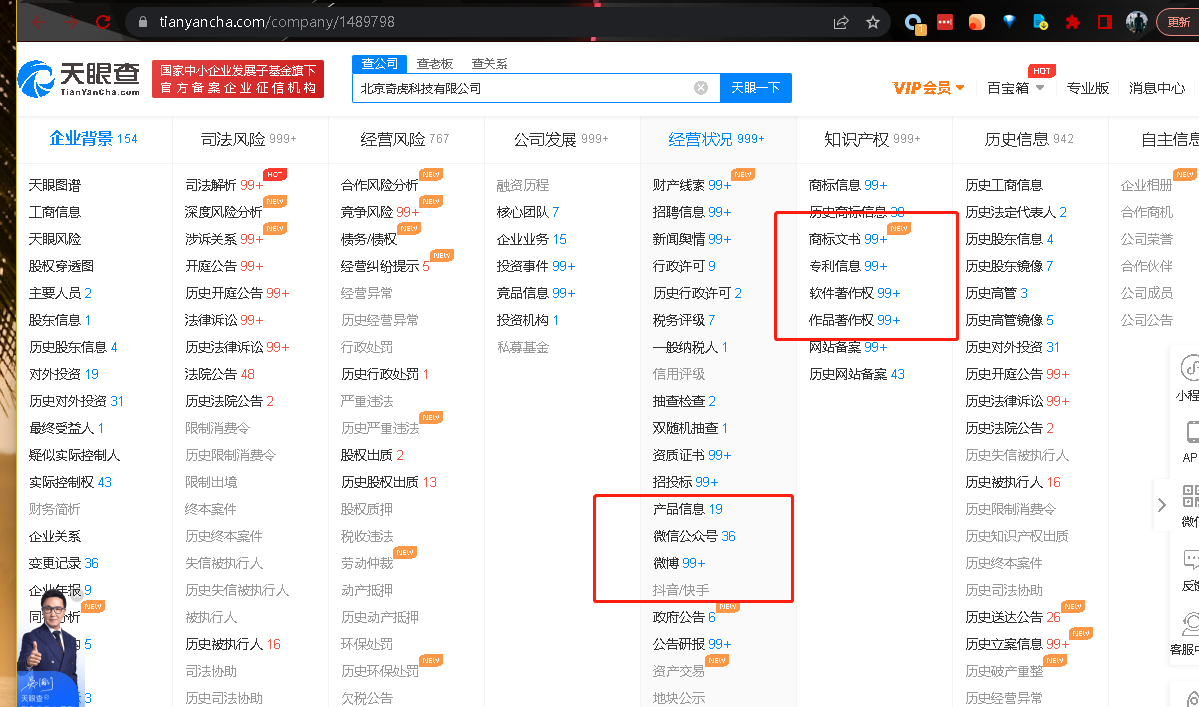 tianyancha.com/company/1489798
更新
天眼查
TianYanCha.com
国家中小企业发展子基金旗下
官方备案企业征信机构
查公司 查老板 查关系
北京奇虎科技有限公司
天眼一下
VIP会员
百宝箱
HOT
专业版
消息中心
企业背景 154
天眼图谱
工商信息
天眼风险
股权穿透图
主要人员 2
股东信息 1
历史股东信息 4
对外投资 19
历史对外投资 31
最终受益人 1
疑似实际控制人
实际控制权 43
财务简析
企业关系
变更记录 36
企业年报 9
NEW
5
天眼查
3
司法风险 999+
司法解析 99+ HOT
深度风险分析 NEW
涉诉关系 99+ NEW
开庭公告 99+
历史开庭公告 99+
法律诉讼 99+
历史法律诉讼 99+
法院公告 48
历史法院公告 2
限制消费令
历史限制消费令
限制出境
终本案件
历史终本案件
失信被执行人
历史失信被执行人
被执行人
历史被执行人 16
司法协助
历史司法协助
经营风险 767
合作风险分析 NEW
竞争风险 99+ NEW
债务/债权 NEW
经营纠纷提示 5 NEW
经营异常
历史经营异常
行政处罚
历史行政处罚 1
严重违法
历史严重违法 NEW
股权出质 2
历史股权出质 13
股权质押
税收违法
劳动仲裁 NEW
动产抵押
历史动产抵押
环保处罚
历史环保处罚 NEW
欠税公告
公司发展 999+
融资历程
核心团队 7
企业业务 15
投资事件 99+
竞品信息 99+
投资机构 1
私募基金
经营状况 999+
财产线索 99+ NEW
招聘信息 99+
新闻舆情 99+
行政许可 9
历史行政许可 2
税务评级 7
一般纳税人 1
信用评级
抽查检查 2
双随机抽查 1
资质证书 99+
招投标 99+
产品信息 19
微信公众号 36
微博 99+
抖音/快手
政府公告 6 NEW
公告研报 99+
资产交易 NEW
地块公示
知识产权 999+
商标信息 99+
历史商标信息 38
商标文书 99+ NEW
专利信息 99+
软件著作权 99+
作品著作权 99+
网站备案 99+
历史网站备案 43
历史信息 942
历史工商信息
历史法定代表人 2
历史股东信息 4
历史股东镜像 7
历史高管 3
历史高管镜像 5
历史对外投资 31
历史开庭公告 99+
历史法律诉讼 99+
历史法院公告 2
历史失信被执行人
历史被执行人 16
历史限制消费令
历史知识产权出质
历史终本案件
历史司法协助
历史送达公告 26 NEW
历史立案信息 99+ NEW
历史破产重整 NEW
历史经营异常
自主信息
企业相册 NEW
合作商机
公司荣誉
合作伙伴
公司成员
公司公告
小程
AP
微信
反馈
客服中